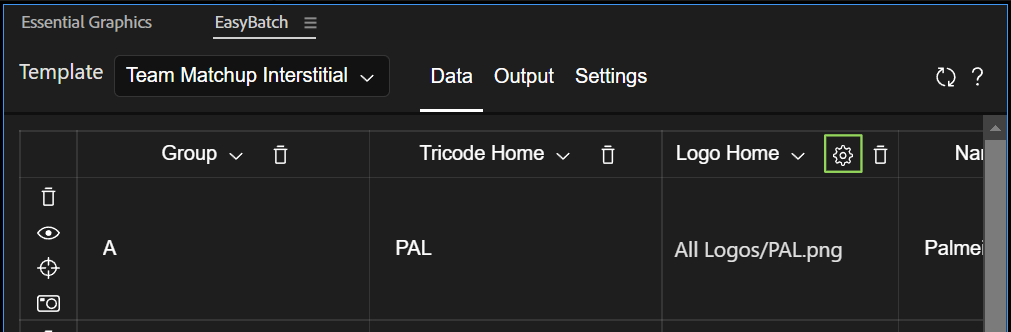 Essential Graphics EasyBatch
Template Team Matchup Interstitial Data Output Settings ?
Group Tricode Home Logo Home Nar
A PAL All Logos/PAL.png Palmei